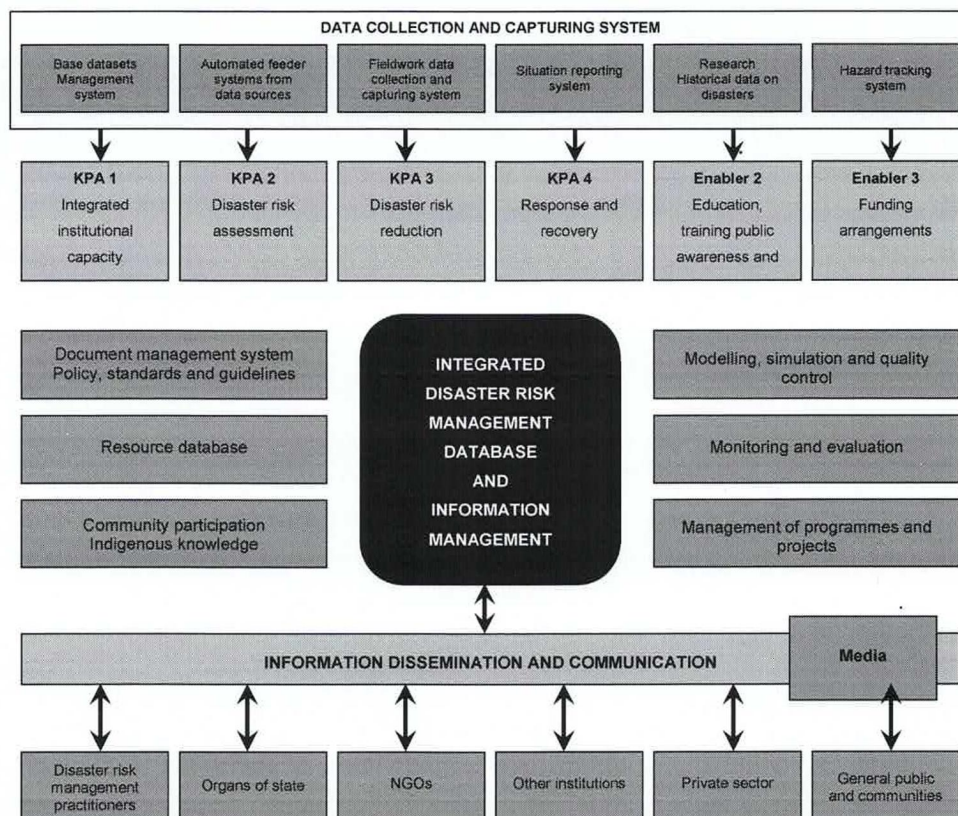 DATA COLLECTION AND CAPTURING SYSTEM
Base datasets
Management
system
Automated feeder
systems from
data sources
Fieldwork data
collection and
capturing system
Situation reporting
system
Research
Historical data on
disasters
Hazard tracking
system
KPA 1
Integrated
institutional
capacity
KPA 2
Disaster risk
assessment
KPA 3
Disaster risk
reduction
KPA 4
Response and
recovery
Enabler 2
Education,
training public
awareness and
Enabler 3
Funding
arrangements
Document management system
Policy, standards and guidelines
Resource database
Community participation
Indigenous knowledge
INTEGRATED
DISASTER RISK
MANAGEMENT
DATABASE
AND
INFORMATION
MANAGEMENT
Modelling, simulation and quality
control
Monitoring and evaluation
Management of programmes and
projects
INFORMATION DISSEMINATION AND COMMUNICATION
Media
Disaster risk
management
practitioners
Organs of state
NGOs
Other institutions
Private sector
General public
and communities